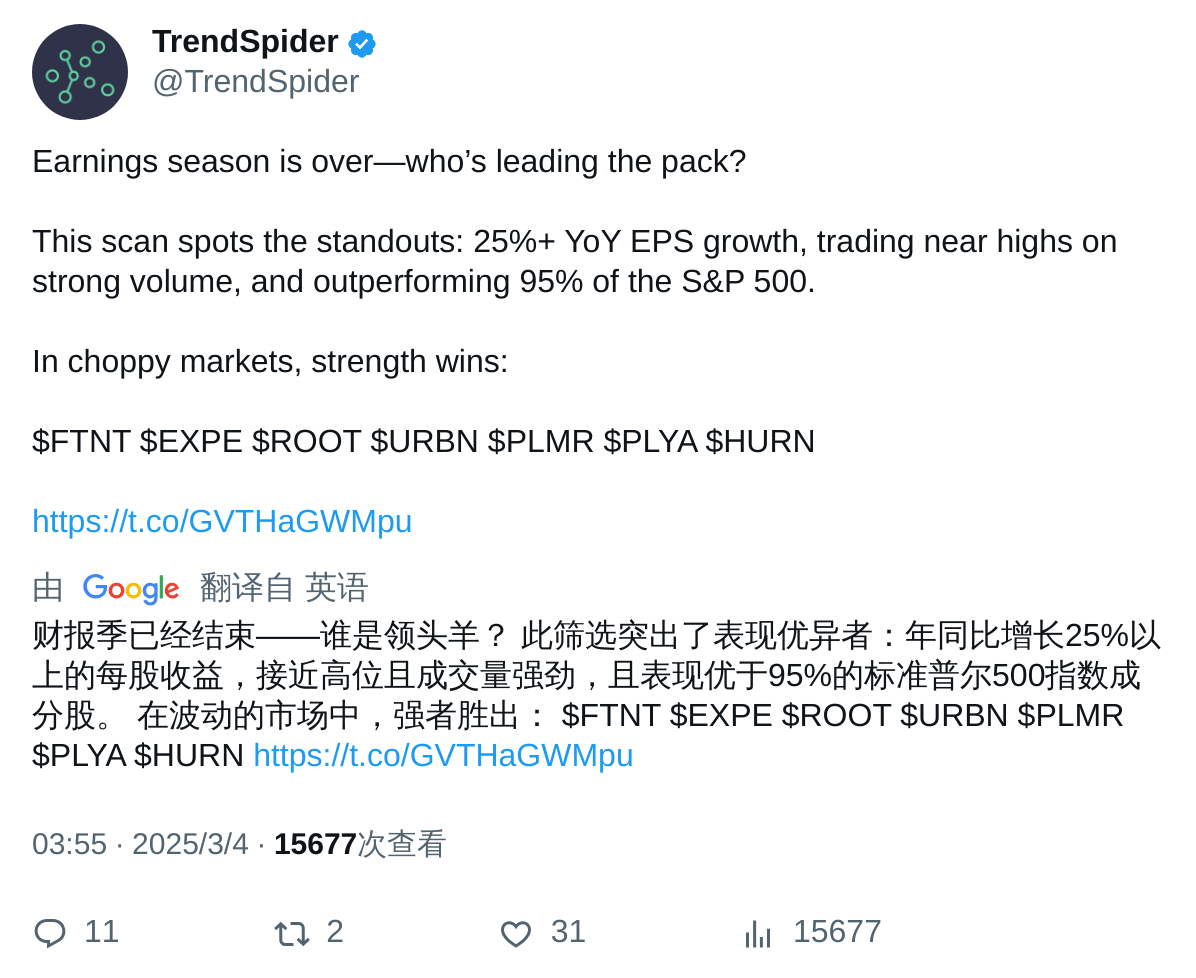 TrendSpider
@TrendSpider
Earnings season is over—who’s leading the pack?
This scan spots the standouts: 25%+ YoY EPS growth, trading near highs on
strong volume, and outperforming 95% of the S&P 500.
In choppy markets, strength wins:
$FTNT $EXPE $ROOT $URBN $PLMR $PLYA $HURN
https://t.co/GVTHaGWMpu
由 Google 翻译自 英语
财报季已经结束——谁是领头羊？ 此筛选突出了表现优异者：年同比增长25%以
上的每股收益，接近高位且成交量强劲，且表现优于95%的标准普尔500指数成
分股。 在波动的市场中，强者胜出： $FTNT $EXPE $ROOT $URBN $PLMR
$PLYA $HURN https://t.co/GVTHaGWMpu
03:55 · 2025/3/4 · 15677次查看
11 2 31 15677